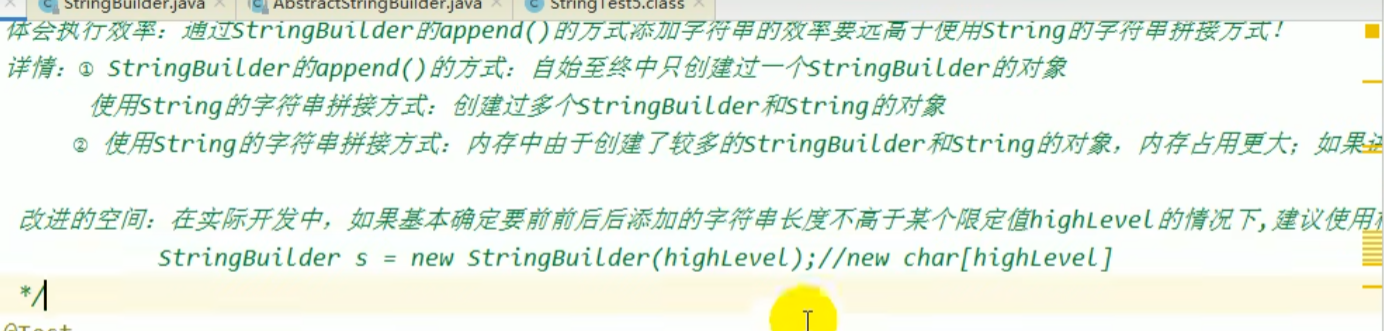 StringBuilder.java AbstractStringBuilder.java StringTest5.class
体会执行效率：通过StringBuilder的append()的方式添加字符串的效率要远高于使用String的字符串拼接方式！
详情：① StringBuilder的append()的方式：自始至终中只创建过一个StringBuilder的对象
使用String的字符串拼接方式：创建过多个StringBuilder和String的对象
② 使用String的字符串拼接方式：内存中由于创建了较多的StringBuilder和String的对象，内存占用更大；如果
改进的空间：在实际开发中，如果基本确定要前前后后添加的字符串长度不高于某个限定值highLevel的情况下,建议使用
StringBuilder s = new StringBuilder(highLevel);//new char[highLevel]
*/
@Test